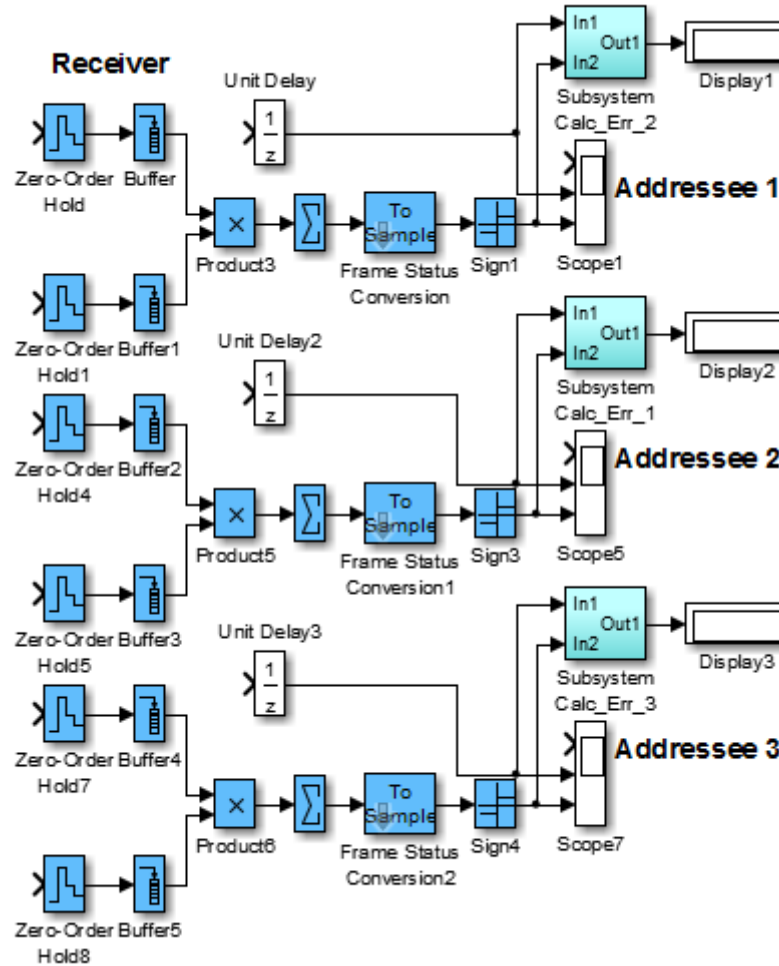 In1
Out1
In2
Display1
Subsystem
Calc_Err_2
Receiver
Unit Delay
1
z
Zero-Order
Hold
Buffer
Addressee 1
×
Product3
Σ
To
Sample
Frame Status
Conversion
Sign1
Scope1
Zero-Order
Hold1
Buffer1
In1
Out1
In2
Display2
Subsystem
Calc_Err_1
Unit Delay2
1
z
Zero-Order
Hold4
Buffer2
Addressee 2
×
Product5
Σ
To
Sample
Frame Status
Conversion1
Sign3
Scope5
Zero-Order
Hold5
Buffer3
In1
Out1
In2
Display3
Subsystem
Calc_Err_3
Unit Delay3
1
z
Zero-Order
Hold7
Buffer4
Addressee 3
×
Product6
Σ
To
Sample
Frame Status
Conversion2
Sign4
Scope7
Zero-Order
Hold8
Buffer5